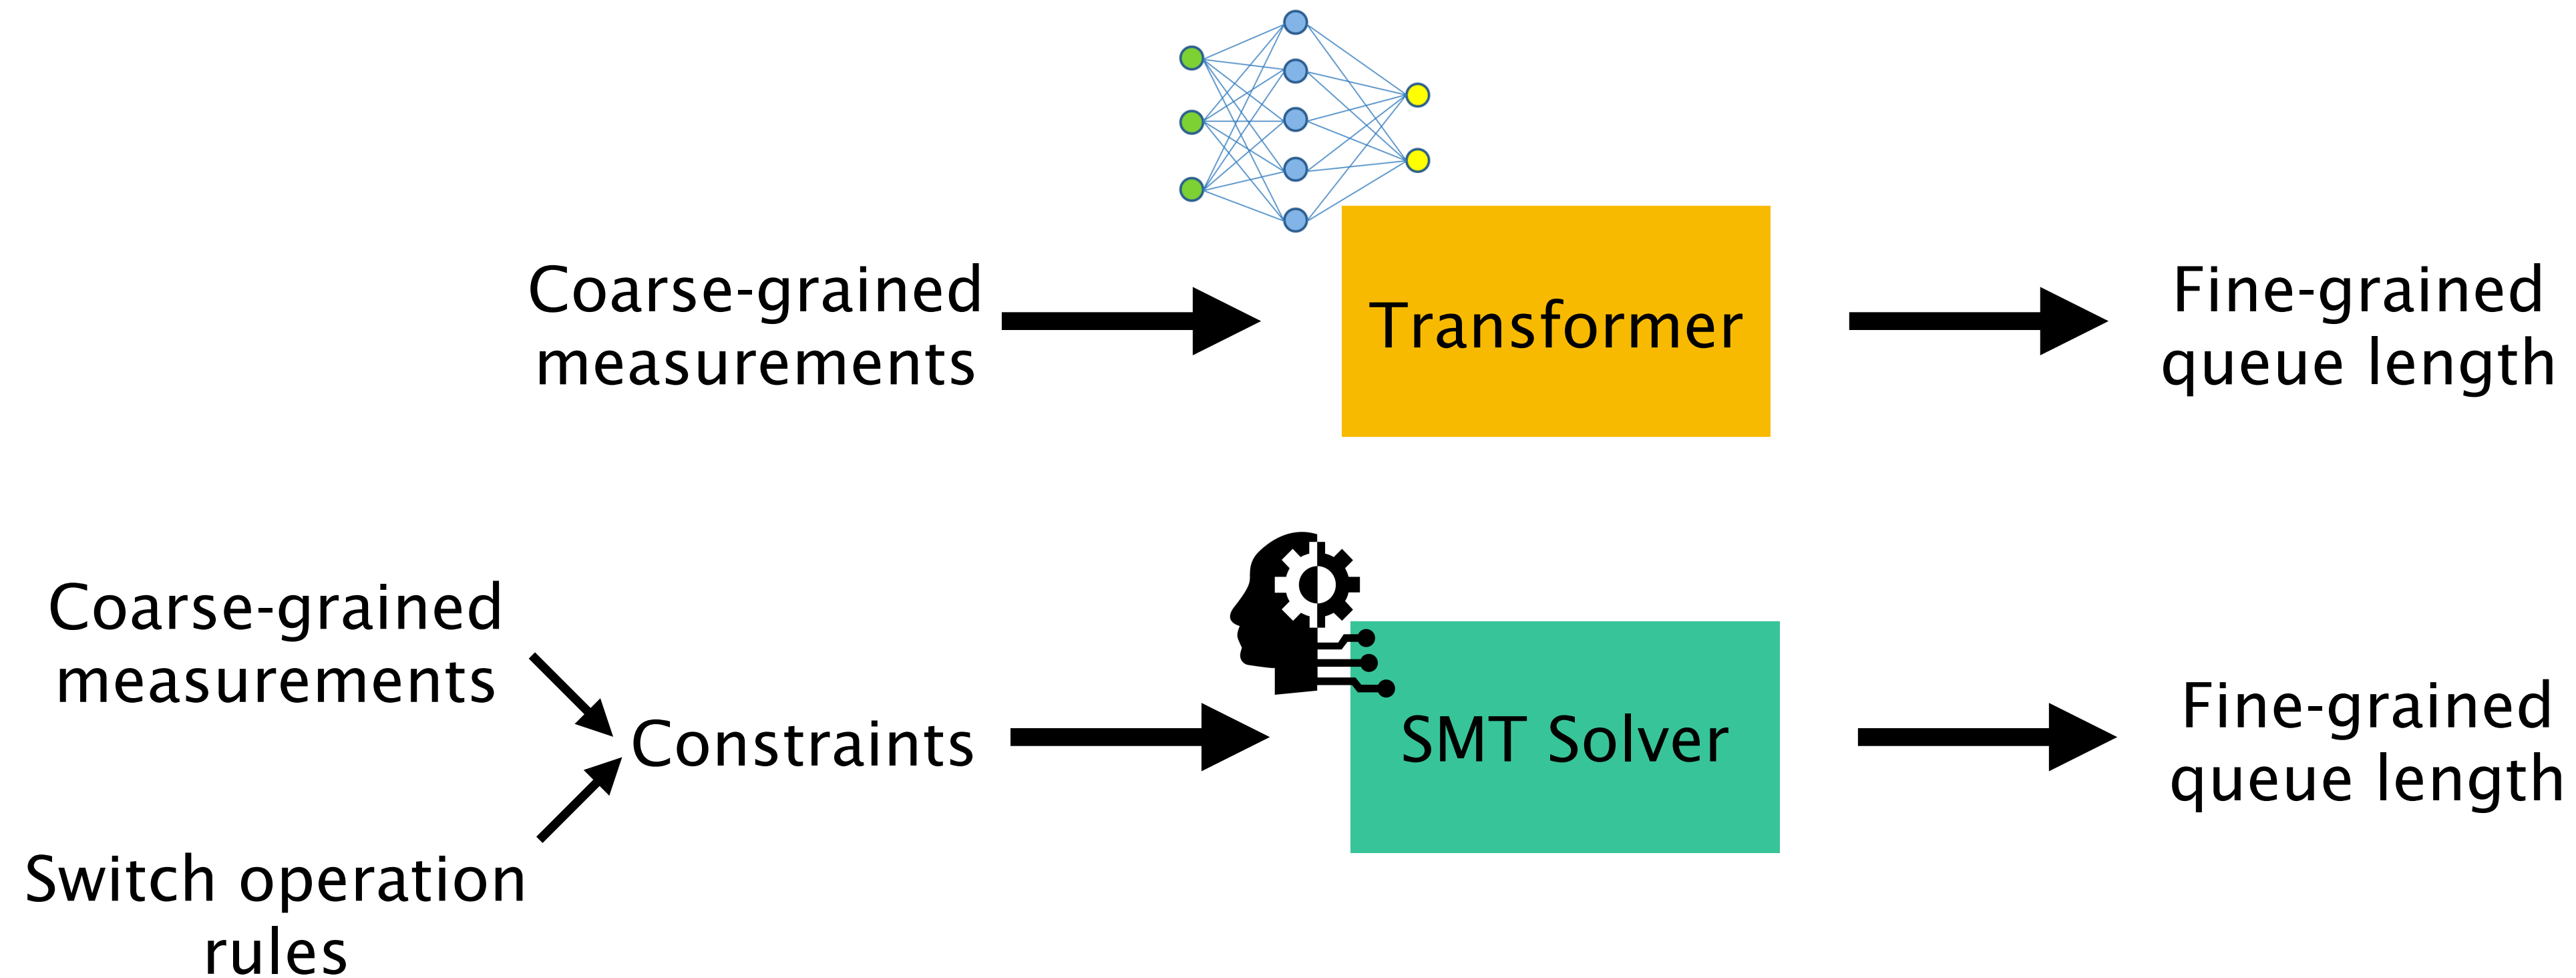 Coarse-grained
measurements
Transformer
Fine-grained
queue length
Coarse-grained
measurements
Switch operation
rules
Constraints
SMT Solver
Fine-grained
queue length